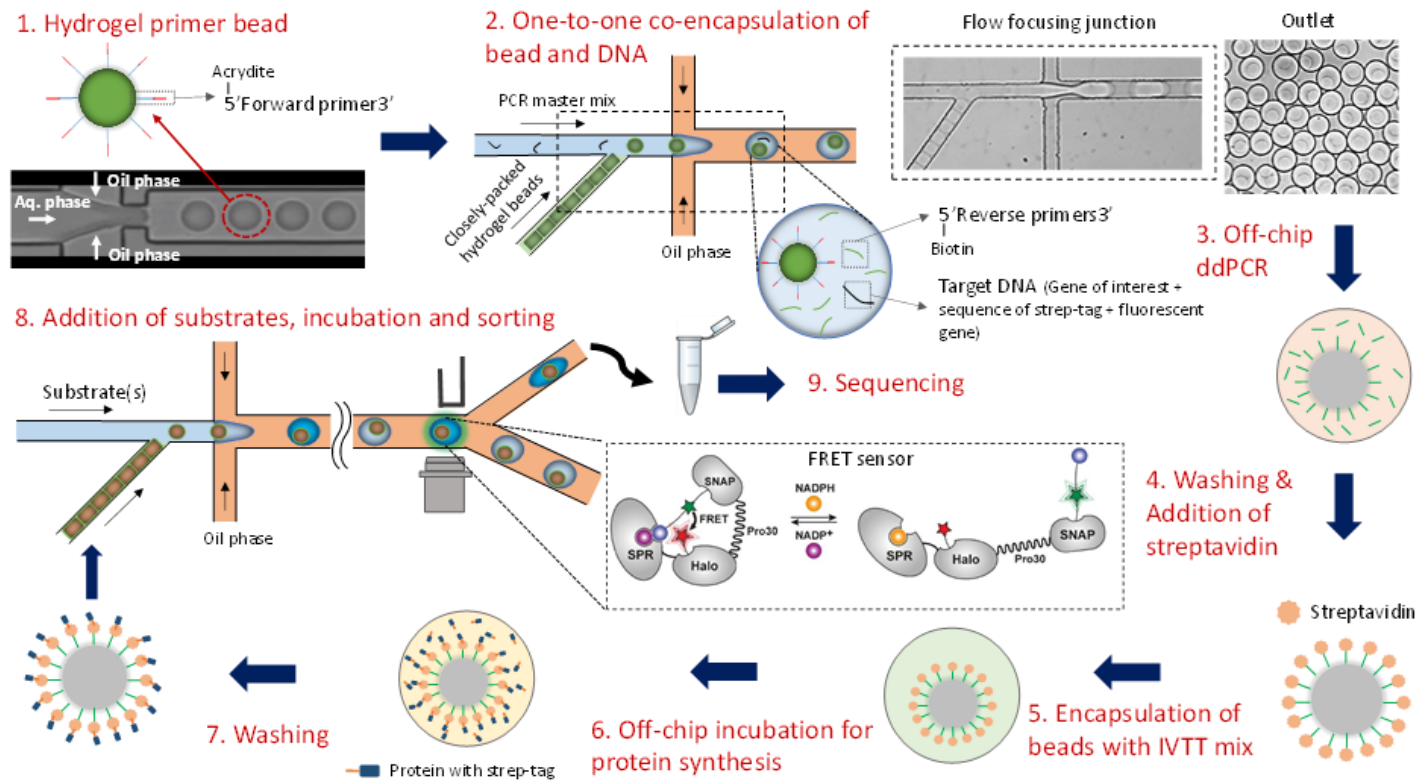 1. Hydrogel primer bead
Acrydite
5'Forward primer3'
Oil phase
Aq. phase
Oil phase
2. One-to-one co-encapsulation of
bead and DNA
PCR master mix
Closely-packed
hydrogel beads
Oil phase
Flow focusing junction
Outlet
5'Reverse primers3'
Biotin
Target DNA (Gene of interest +
sequence of strep-tag + fluorescent
gene)
3. Off-chip
ddPCR
4. Washing &
Addition of
streptavidin
Streptavidin
5. Encapsulation of
beads with IVTT mix
6. Off-chip incubation for
protein synthesis
7. Washing
Protein with strep-tag
8. Addition of substrates, incubation and sorting
Substrate(s)
Oil phase
FRET sensor
SNAP
FRET
SPR
Halo
Pro30
NADPH
NADP+
SPR
Halo
Pro30
SNAP
9. Sequencing